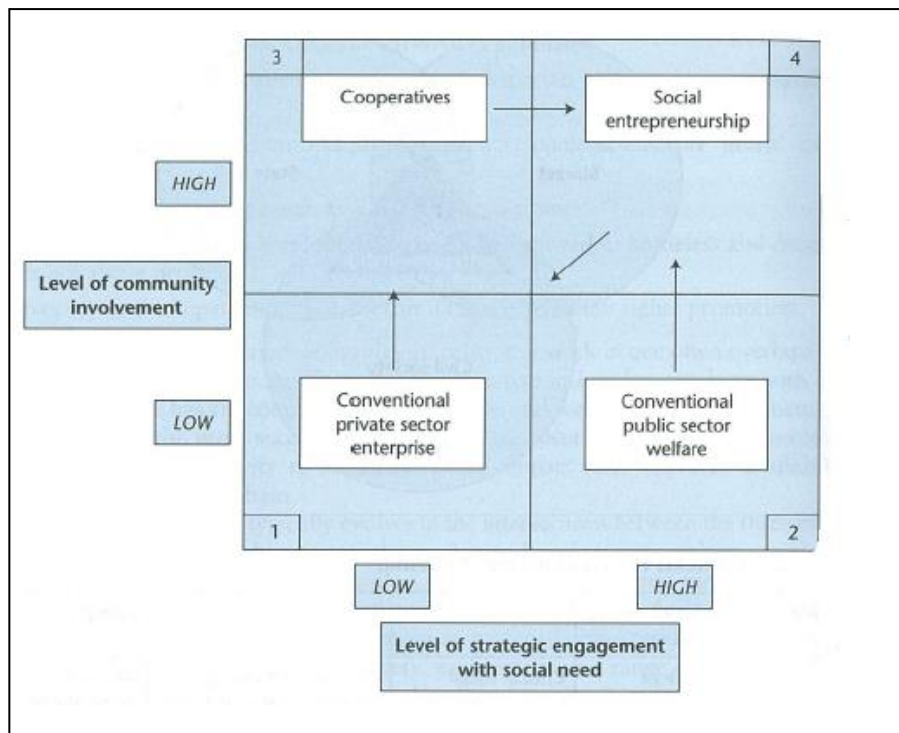 3
4
Cooperatives
Social
entrepreneurship
HIGH
Level of community
involvement
LOW
Conventional
private sector
enterprise
Conventional
public sector
welfare
1
2
LOW
HIGH
Level of strategic engagement
with social need